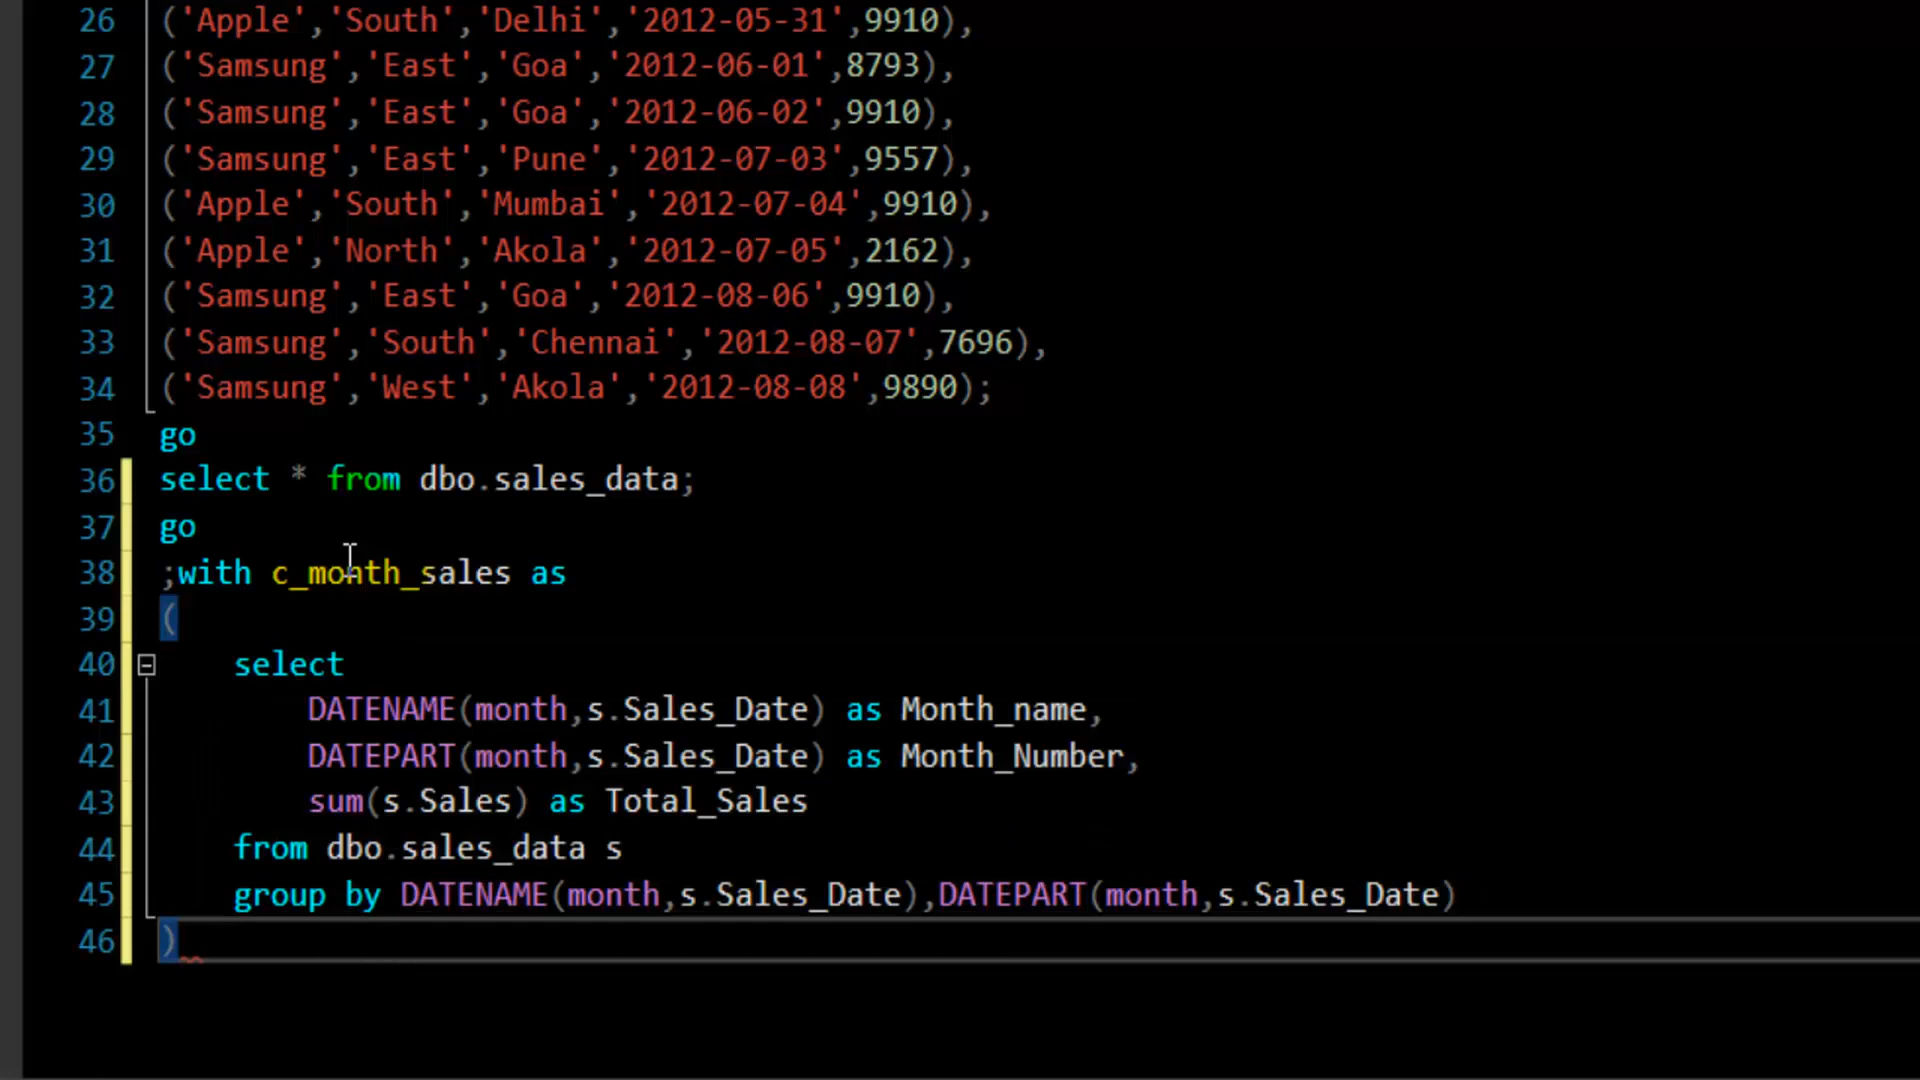 26 ('Apple','South','Delhi','2012-05-31',9910),
27 ('Samsung','East','Goa','2012-06-01',8793),
28 ('Samsung','East','Goa','2012-06-02',9910),
29 ('Samsung','East','Pune','2012-07-03',9557),
30 ('Apple','South','Mumbai','2012-07-04',9910),
31 ('Apple','North','Akola','2012-07-05',2162),
32 ('Samsung','East','Goa','2012-08-06',9910),
33 ('Samsung','South','Chennai','2012-08-07',7696),
34 ('Samsung','West','Akola','2012-08-08',9890);
35 go
36 select * from dbo.sales_data;
37 go
38 ;with c_month_sales as
39 (
40 select
41 DATENAME(month,s.Sales_Date) as Month_name,
42 DATEPART(month,s.Sales_Date) as Month_Number,
43 sum(s.Sales) as Total_Sales
44 from dbo.sales_data s
45 group by DATENAME(month,s.Sales_Date),DATEPART(month,s.Sales_Date)
46 )